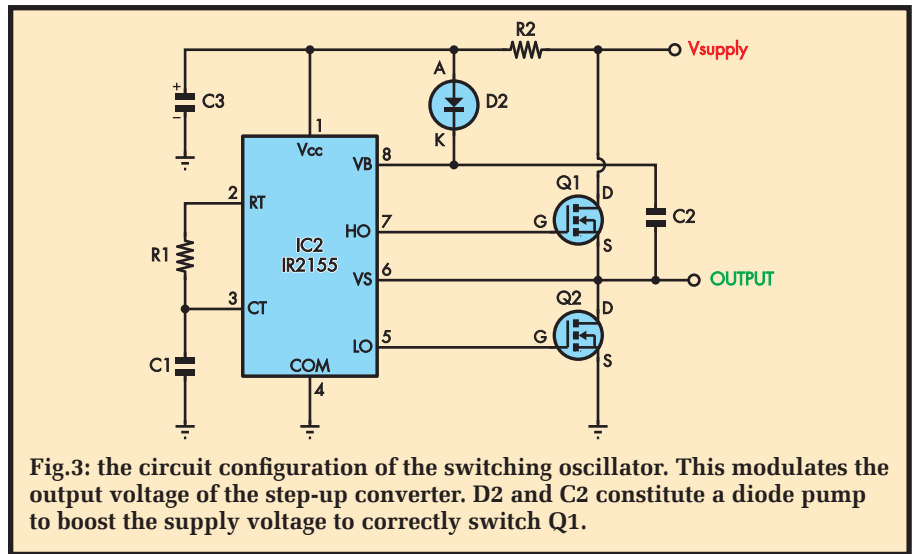 R2
Vsupply
A
+
C3
–
D2
K
1
Vcc
VB
8
2
RT
Q1
D
C2
HO
7
G
R1
IC2
IR2155
S
VS
6
OUTPUT
3
CT
Q2
D
C1
LO
5
G
S
COM
4
Fig.3: the circuit configuration of the switching oscillator. This modulates the
output voltage of the step-up converter. D2 and C2 constitute a diode pump
to boost the supply voltage to correctly switch Q1.